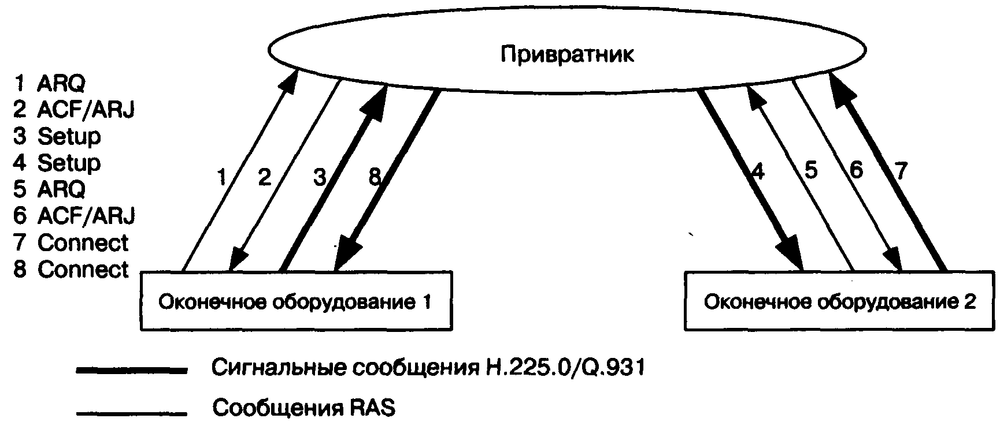 Привратник
1 ARQ
2 ACF/ARJ
3 Setup
4 Setup
5 ARQ
6 ACF/ARJ
7 Connect
8 Connect
1 2 3 8 4 5 6 7
Оконечное оборудование 1
Оконечное оборудование 2
Сигнальные сообщения H.225.0/Q.931
Сообщения RAS